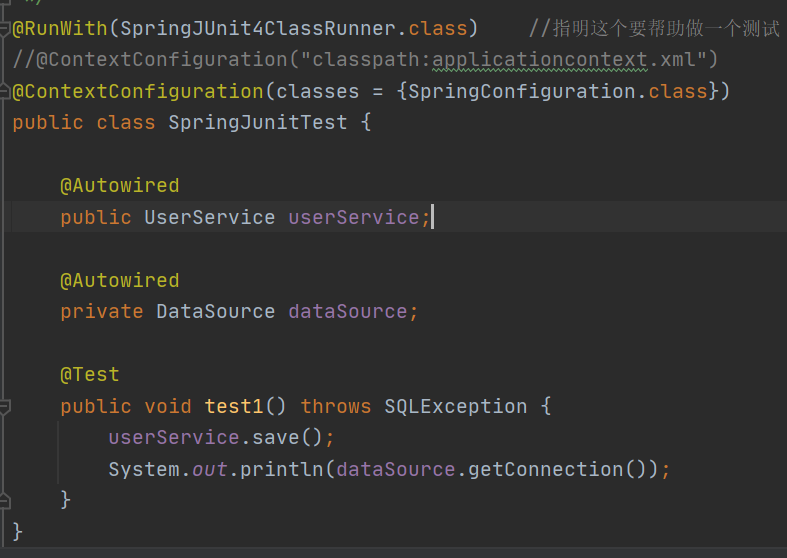 */
@RunWith(SpringJUnit4ClassRunner.class)    //指明这个要帮助做一个测试
//@ContextConfiguration("classpath:applicationcontext.xml")
@ContextConfiguration(classes = {SpringConfiguration.class})
public class SpringJunitTest {
    @Autowired
    public UserService userService;
    @Autowired
    private DataSource dataSource;
    @Test
    public void test1() throws SQLException {
        userService.save();
        System.out.println(dataSource.getConnection());
    }
}